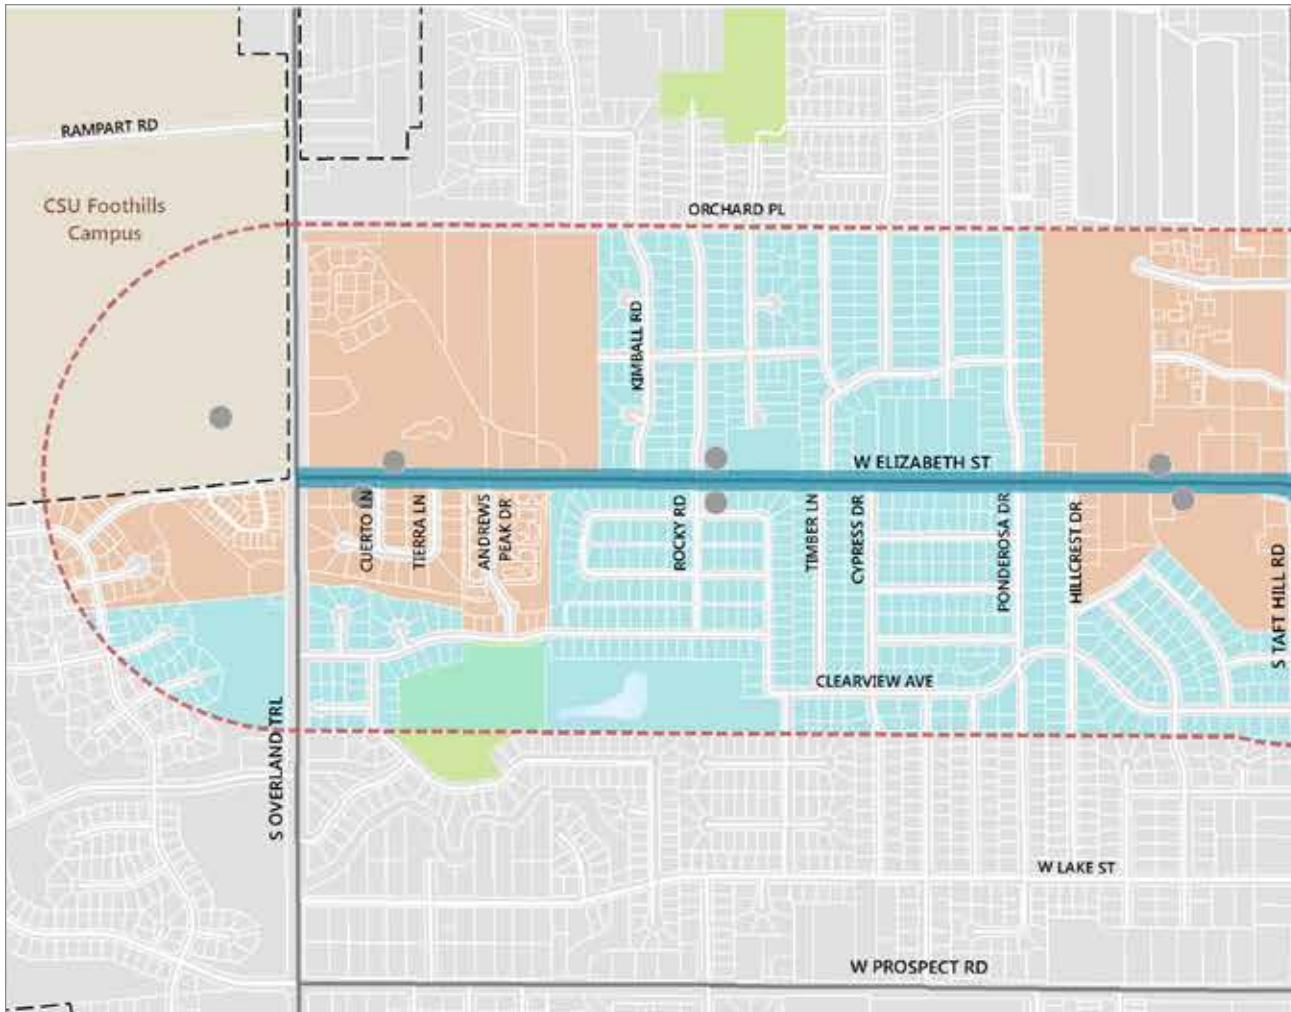 RAMPART RD
CSU Foothills
Campus
ORCHARD PL
KIMBALL RD
W ELIZABETH ST
CUERTO LN
TIERRA LN
ANDREWS
PEAK DR
ROCKY RD
TIMBER LN
CYPRESS DR
PONDEROSA DR
HILLCREST DR
S TAFT HILL RD
CLEARVIEW AVE
S OVERLAND TRL
W LAKE ST
W PROSPECT RD